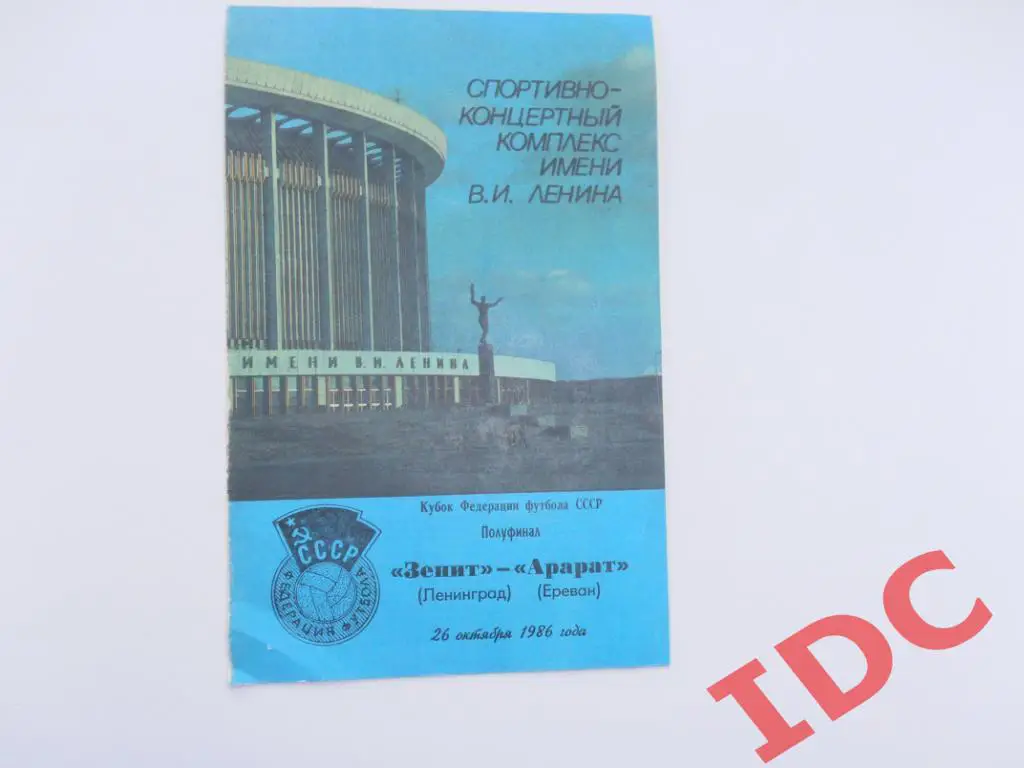 СПОРТИВНО-
КОНЦЕРТНЫЙ
КОМПЛЕКС
ИМЕНИ
В.И. ЛЕНИНА
ИМЕНИ В.И. ЛЕНИНА
Кубок Федерации футбола СССР
Полуфинал
«Зенит» – «Арарат»
(Ленинград) (Ереван)
26 октября 1986 года
СССР
ФЕДЕРАЦИЯ ФУТБОЛА
IDC